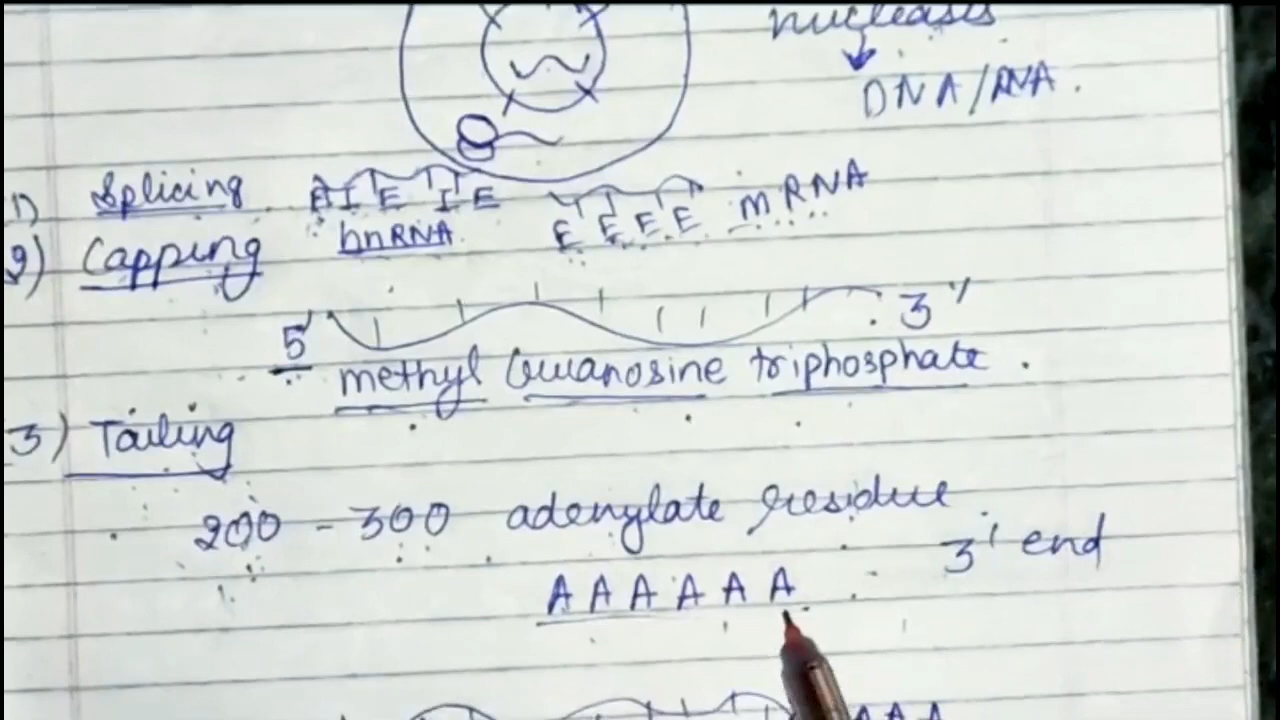 nucleases
DNA/RNA.
1) Splicing E I E I E
E E E E mRNA
2) Capping hnRNA
5' 3'
methyl Guanosine triphosphate.
3) Tailing
200 - 300 adenylate residue.
3' end
A A A A A A
A A A